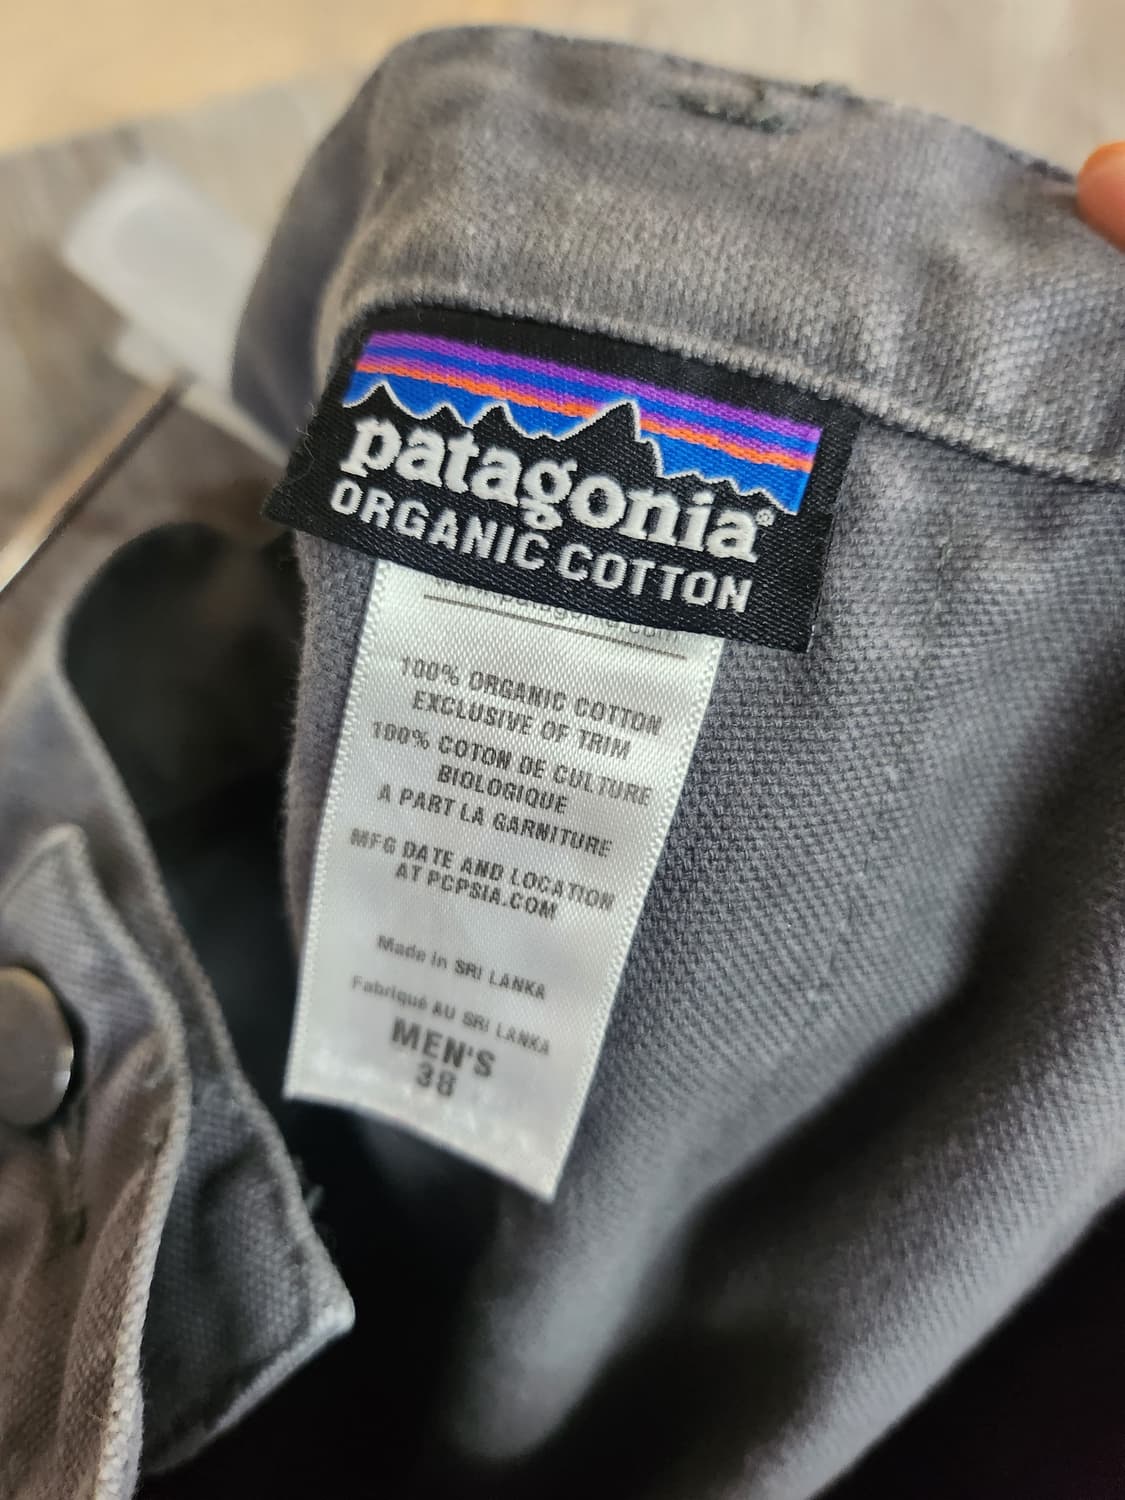 patagonia®
ORGANIC COTTON
100% ORGANIC COTTON
EXCLUSIVE OF TRIM
100% COTON DE CULTURE
BIOLOGIQUE
A PART LA GARNITURE
MFG DATE AND LOCATION
AT PCPSIA.COM
Made in SRI LANKA
Fabriqué AU SRI LANKA
MEN'S
38